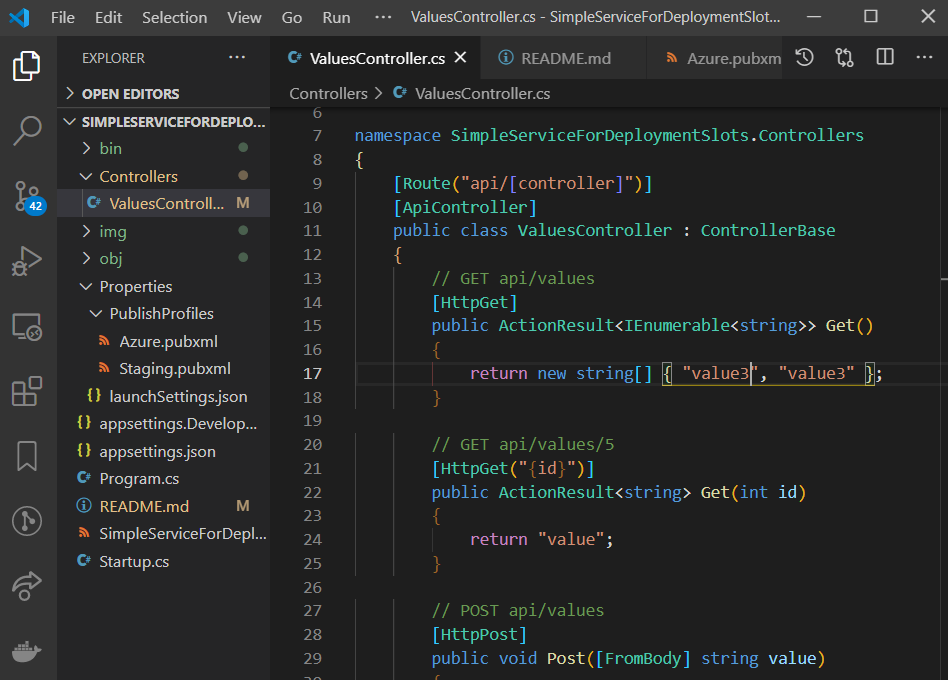 File Edit Selection View Go Run ··· ValuesController.cs - SimpleServiceForDeploymentSlot...
EXPLORER ···
OPEN EDITORS
SIMPLESERVICEFORDEPLO...
bin
Controllers
C# ValuesControll... M
img
obj
Properties
PublishProfiles
Azure.pubxml
Staging.pubxml
{} launchSettings.json
{} appsettings.Develop...
{} appsettings.json
C# Program.cs
README.md M
SimpleServiceForDepl...
C# Startup.cs
42
C# ValuesController.cs README.md Azure.pubxm ···
Controllers > C# ValuesController.cs
6
7 namespace SimpleServiceForDeploymentSlots.Controllers
8 {
9 [Route("api/[controller]")]
10 [ApiController]
11 public class ValuesController : ControllerBase
12 {
13 // GET api/values
14 [HttpGet]
15 public ActionResult<IEnumerable<string>> Get()
16 {
17 return new string[] { "value3", "value3" };
18 }
19
20 // GET api/values/5
21 [HttpGet("{id}")]
22 public ActionResult<string> Get(int id)
23 {
24 return "value";
25 }
26
27 // POST api/values
28 [HttpPost]
29 public void Post([FromBody] string value)
30 {